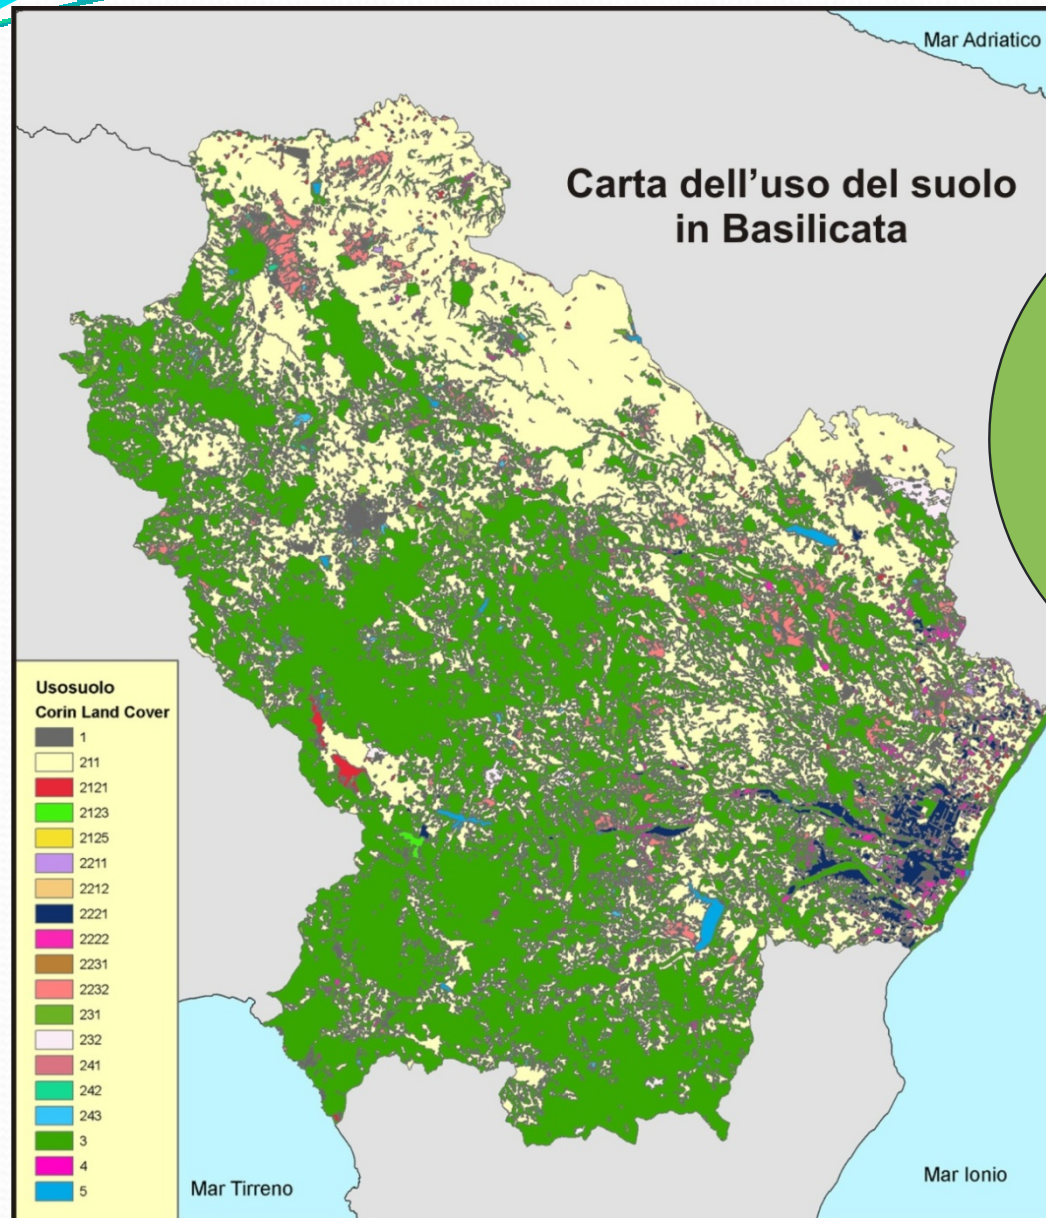 Mar Adriatico
Carta dell’uso del suolo
in Basilicata
Usosuolo
Corin Land Cover
1
211
2121
2123
2125
2211
2212
2221
2222
2231
2232
231
232
241
242
243
3
4
5
Mar Tirreno
Mar Ionio